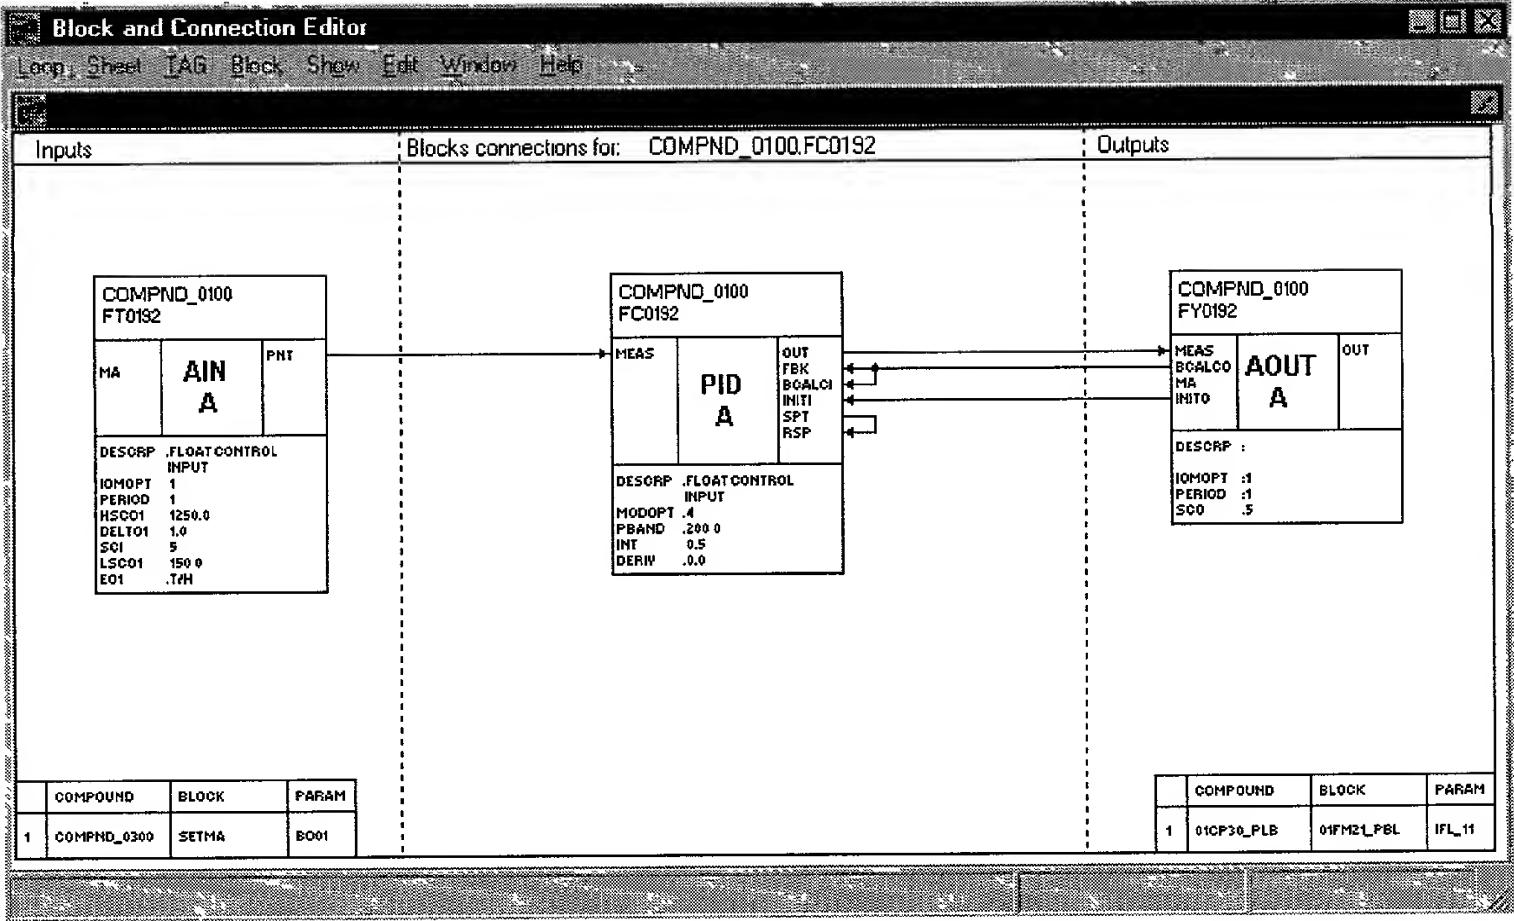 Block and Connection Editor
Loop Sheet TAG Block Show Edit Window Help
Inputs
Blocks connections for: COMPND_0100.FC0192
Outputs
COMPND_0100
FT0192
MA
AIN
A
PNT
DESCRP .FLOAT CONTROL
INPUT
IOMOPT 1
PERIOD 1
HSCO1 1250.0
DELTO1 1.0
SCI 5
LSCO1 150 0
EO1 .T/H
COMPND_0100
FC0192
MEAS
PID
A
OUT
FBK
BCALCI
INITI
SPT
RSP
DESCRP .FLOAT CONTROL
INPUT
MODOPT .4
PBAND .200 0
INT 0.5
DERIV .0.0
COMPND_0100
FY0192
MEAS
BCALCO
MA
INITO
AOUT
A
OUT
DESCRP :
IOMOPT :1
PERIOD :1
SCO .5
COMPOUND BLOCK PARAM
1 COMPND_0300 SETMA BO01
COMPOUND BLOCK PARAM
1 01CP30_PLB 01FM21_PBL IFL_11